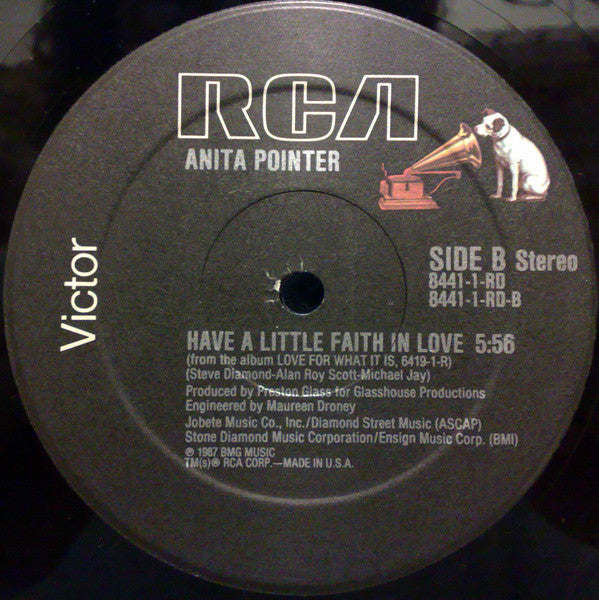 RCA
ANITA POINTER
Victor
SIDE B Stereo
8441-1-RD
8441-1-RD-B
HAVE A LITTLE FAITH IN LOVE 5:56
(from the album LOVE FOR WHAT IT IS, 6419-1-R)
(Steve Diamond-Alan Roy Scott-Michael Jay)
Produced by Preston Glass for Glasshouse Productions
Engineered by Maureen Droney
Jobete Music Co., Inc./Diamond Street Music (ASCAP)
Stone Diamond Music Corporation/Ensign Music Corp. (BMI)
℗ 1987 BMG MUSIC
TM(s)® RCA CORP.—MADE IN U.S.A.